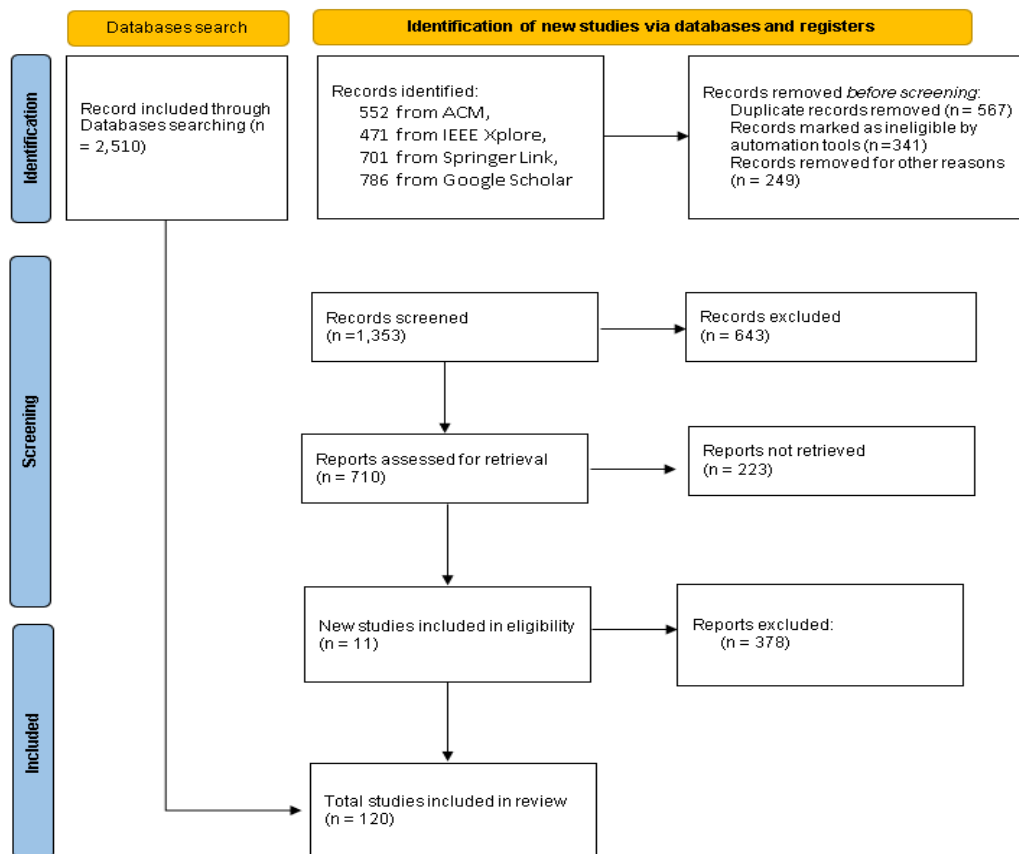 Databases search
Identification of new studies via databases and registers
Identification
Record included through
Databases searching (n
= 2,510)
Records identified:
552 from ACM,
471 from IEEE Xplore,
701 from Springer Link,
786 from Google Scholar
Records removed before screening:
Duplicate records removed (n = 567)
Records marked as ineligible by
automation tools (n =341)
Records removed for other reasons
(n = 249)
Screening
Records screened
(n =1,353)
Records excluded
(n = 643)
Reports assessed for retrieval
(n = 710)
Reports not retrieved
(n = 223)
Included
New studies included in eligibility
(n = 11)
Reports excluded:
(n = 378)
Total studies included in review
(n = 120)